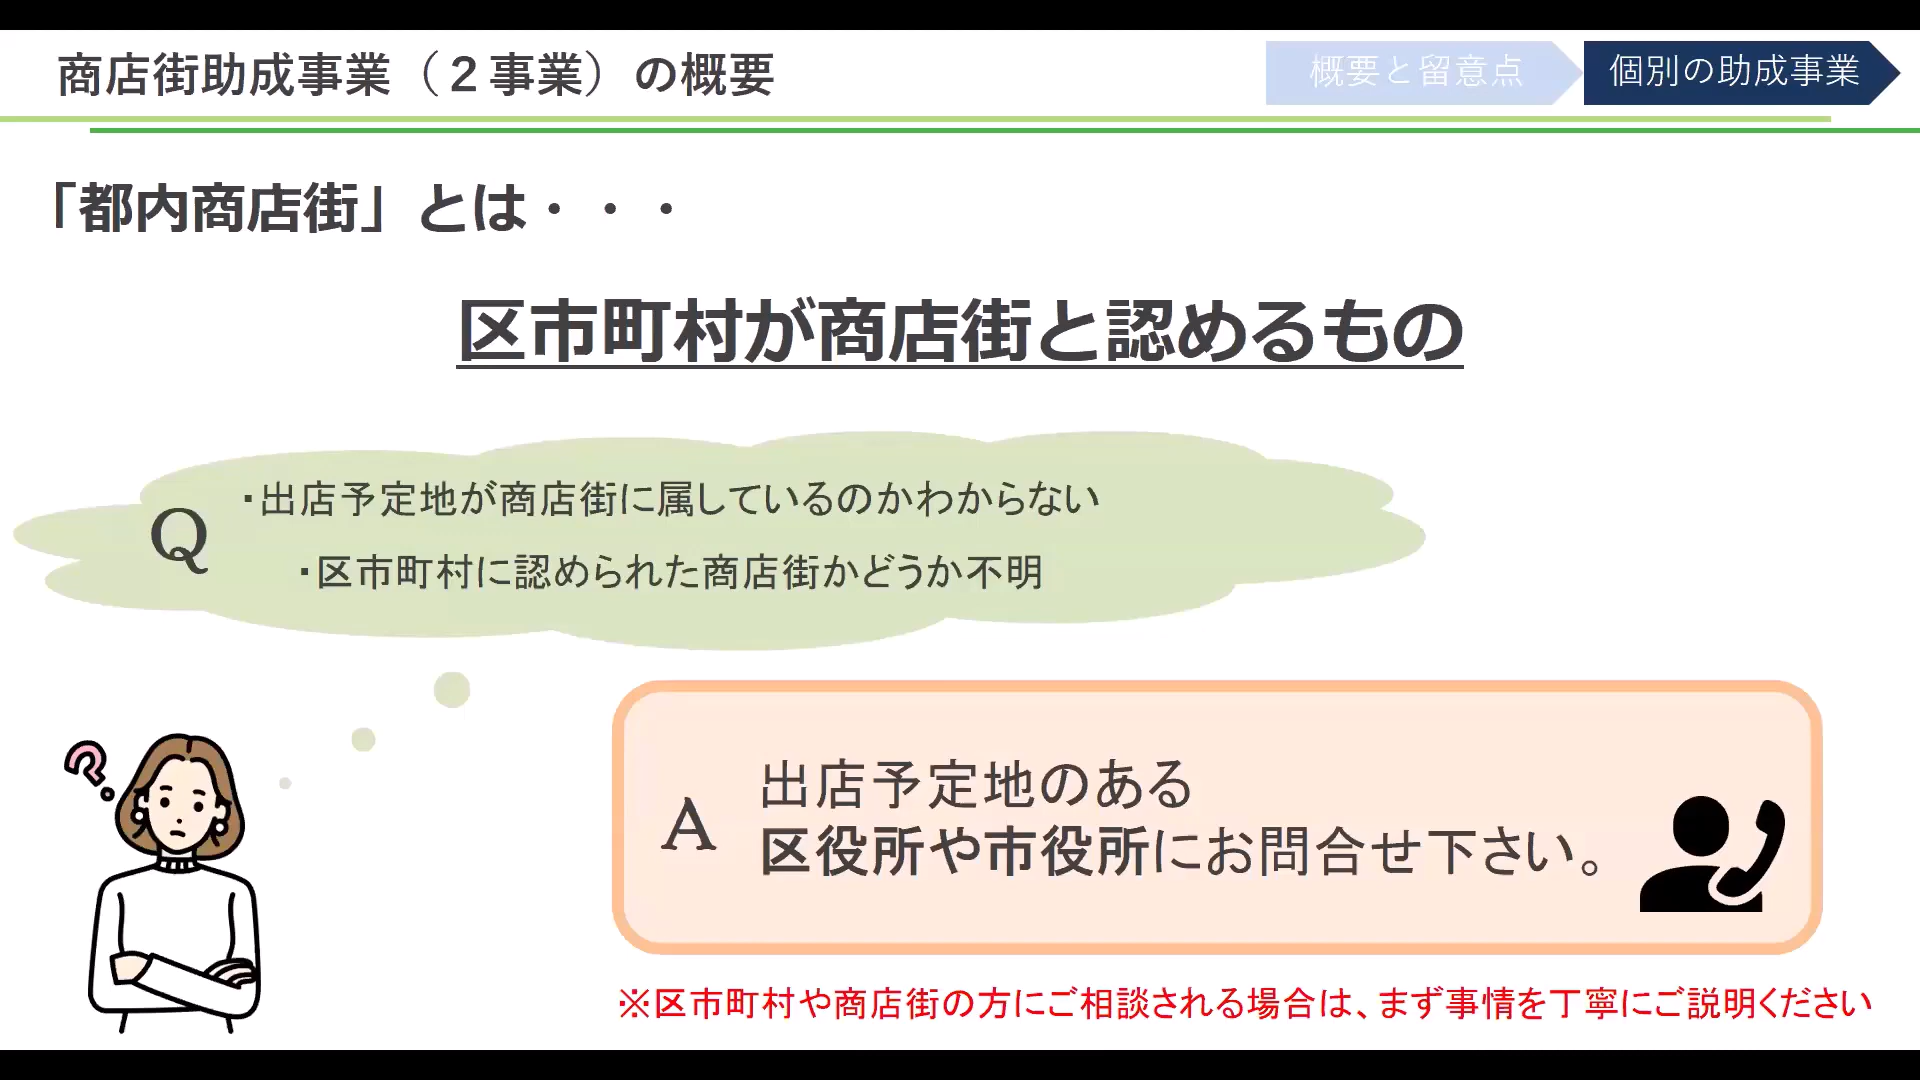 商店街助成事業（２事業）の概要
概要と留意点
個別の助成事業
「都内商店街」とは・・・
区市町村が商店街と認めるもの
Q
・出店予定地が商店街に属しているのかわからない
・区市町村に認められた商店街かどうか不明
A
出店予定地のある
区役所や市役所にお問合せ下さい。
※区市町村や商店街の方にご相談される場合は、まず事情を丁寧にご説明ください